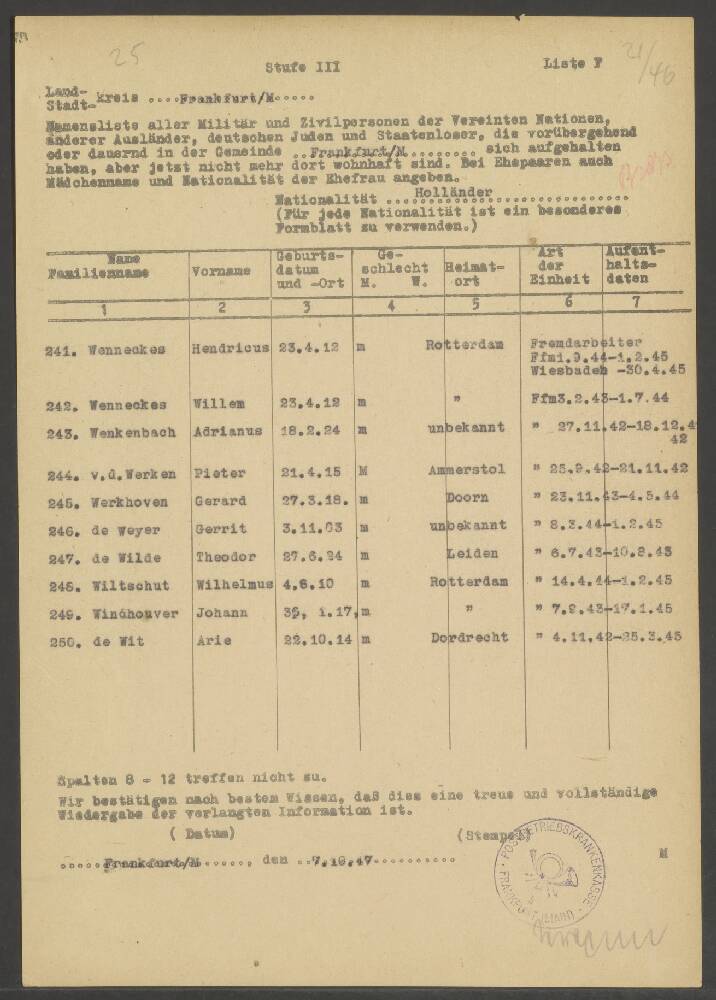 25
Stufe III
Liste F
21/46
Land-
Stadt- kreis ....Frankfurt/M.....
Namensliste aller Militär und Zivilpersonen der Vereinten Nationen,
anderer Ausländer, deutschen Juden und Staatenloser, die vorübergehend
oder dauernd in der Gemeinde ..Frankfurt/M......... sich aufgehalten
haben, aber jetzt nicht mehr dort wohnhaft sind. Bei Ehepaaren auch
Mädchenname und Nationalität der Ehefrau angeben.
Nationalität ...Holländer..................
(Für jede Nationalität ist ein besonderes
Formblatt zu verwenden.)
Name Familienname Vorname Geburts-datum und -Ort Ge-schlecht M. W. Heimat-ort Art der Einheit Aufent-halts-daten
1 2 3 4 5 6 7
241. Wenneckes Hendricus 23.4.12 m Rotterdam Fremdarbeiter
Ffm1.9.44-1.2.45
Wiesbaden -30.4.45
242. Wenneckes Willem 23.4.12 m " Ffm3.2.43-1.7.44
243. Wenkenbach Adrianus 18.2.24 m unbekannt " 27.11.42-18.12.4
42
244. v.d.Werken Pieter 21.4.15 M Ammerstol " 25.9.42-21.11.42
245. Werkhoven Gerard 27.3.18. m Doorn " 23.11.43-4.5.44
246. de Weyer Gerrit 3.11.03 m unbekannt " 8.3.44-1.2.45
247. de Wilde Theodor 27.6.24 m Leiden " 6.7.43-10.8.43
248. Wiltschut Wilhelmus 4.6.10 m Rotterdam " 14.4.44-1.2.45
249. Windhouver Johann 1.17, m " " 7.9.43-17.1.45
250. de Wit Arie 22.10.14 m Dordrecht " 4.11.42-25.3.45
Spalten 8 - 12 treffen nicht zu.
Wir bestätigen nach bestem Wissen, daß dies eine treue und vollständige
Wiedergabe der verlangten Information ist.
( Datum) (Stempel)
.....Frankfurt/M......, den ..7.10.47...........
M
POSTBETRIEBSKRANKENKASSE
FRANKFURT (MAIN)